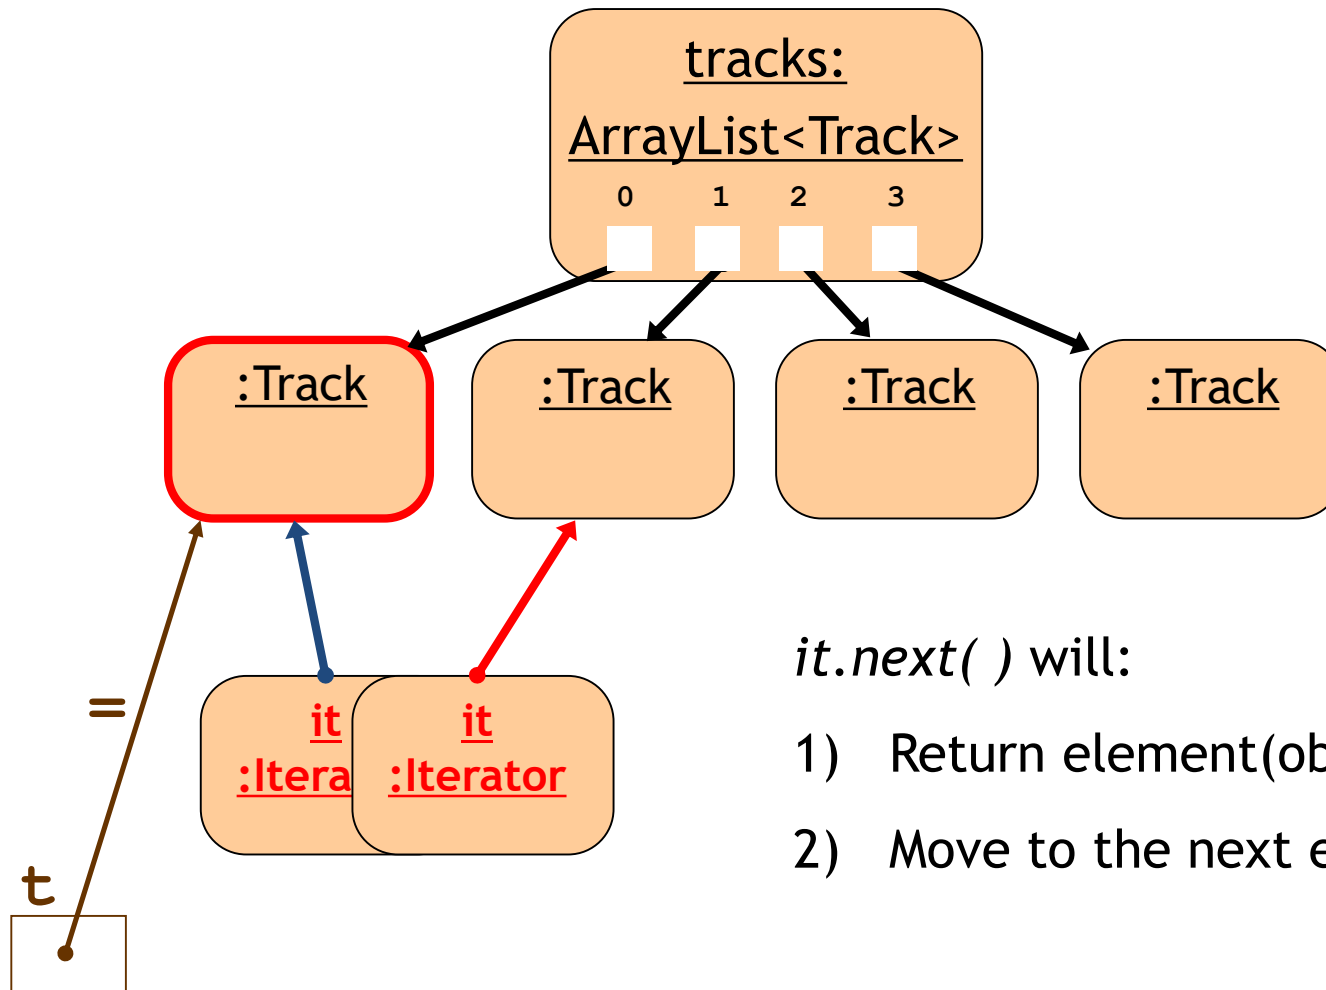 tracks:
ArrayList<Track>
0 1 2 3
:Track :Track :Track :Track
it.next( ) will:
= it it
1) Return element(ob
:Itera :Iterator
2) Move to the next e
t